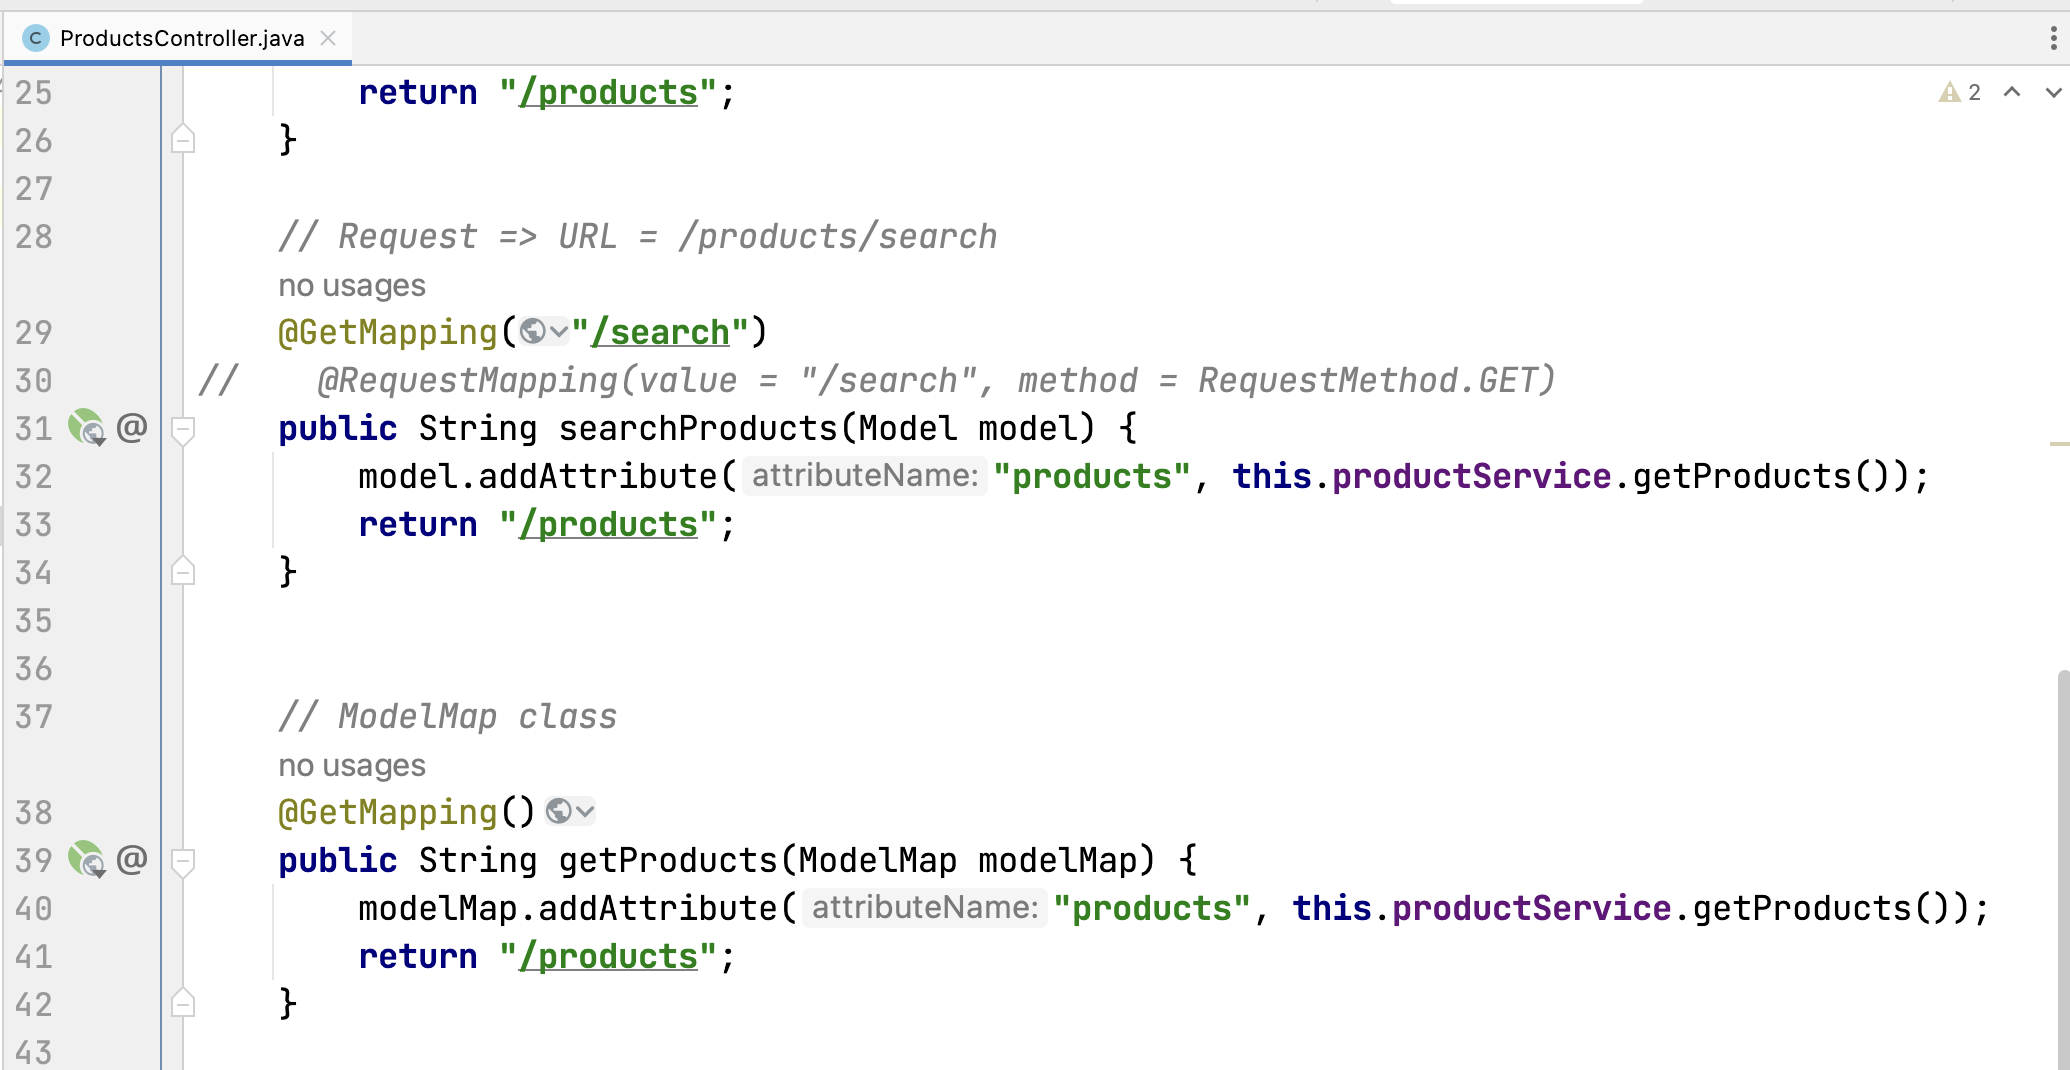 ProductsController.java
25 return "/products";
2
26 }
27
28 // Request => URL = /products/search
no usages
29 @GetMapping("/search")
30 // @RequestMapping(value = "/search", method = RequestMethod.GET)
31 @ public String searchProducts(Model model) {
32 model.addAttribute( attributeName: "products", this.productService.getProducts());
33 return "/products";
34 }
35
36
37 // ModelMap class
no usages
38 @GetMapping()
39 @ public String getProducts(ModelMap modelMap) {
40 modelMap.addAttribute( attributeName: "products", this.productService.getProducts());
41 return "/products";
42 }
43